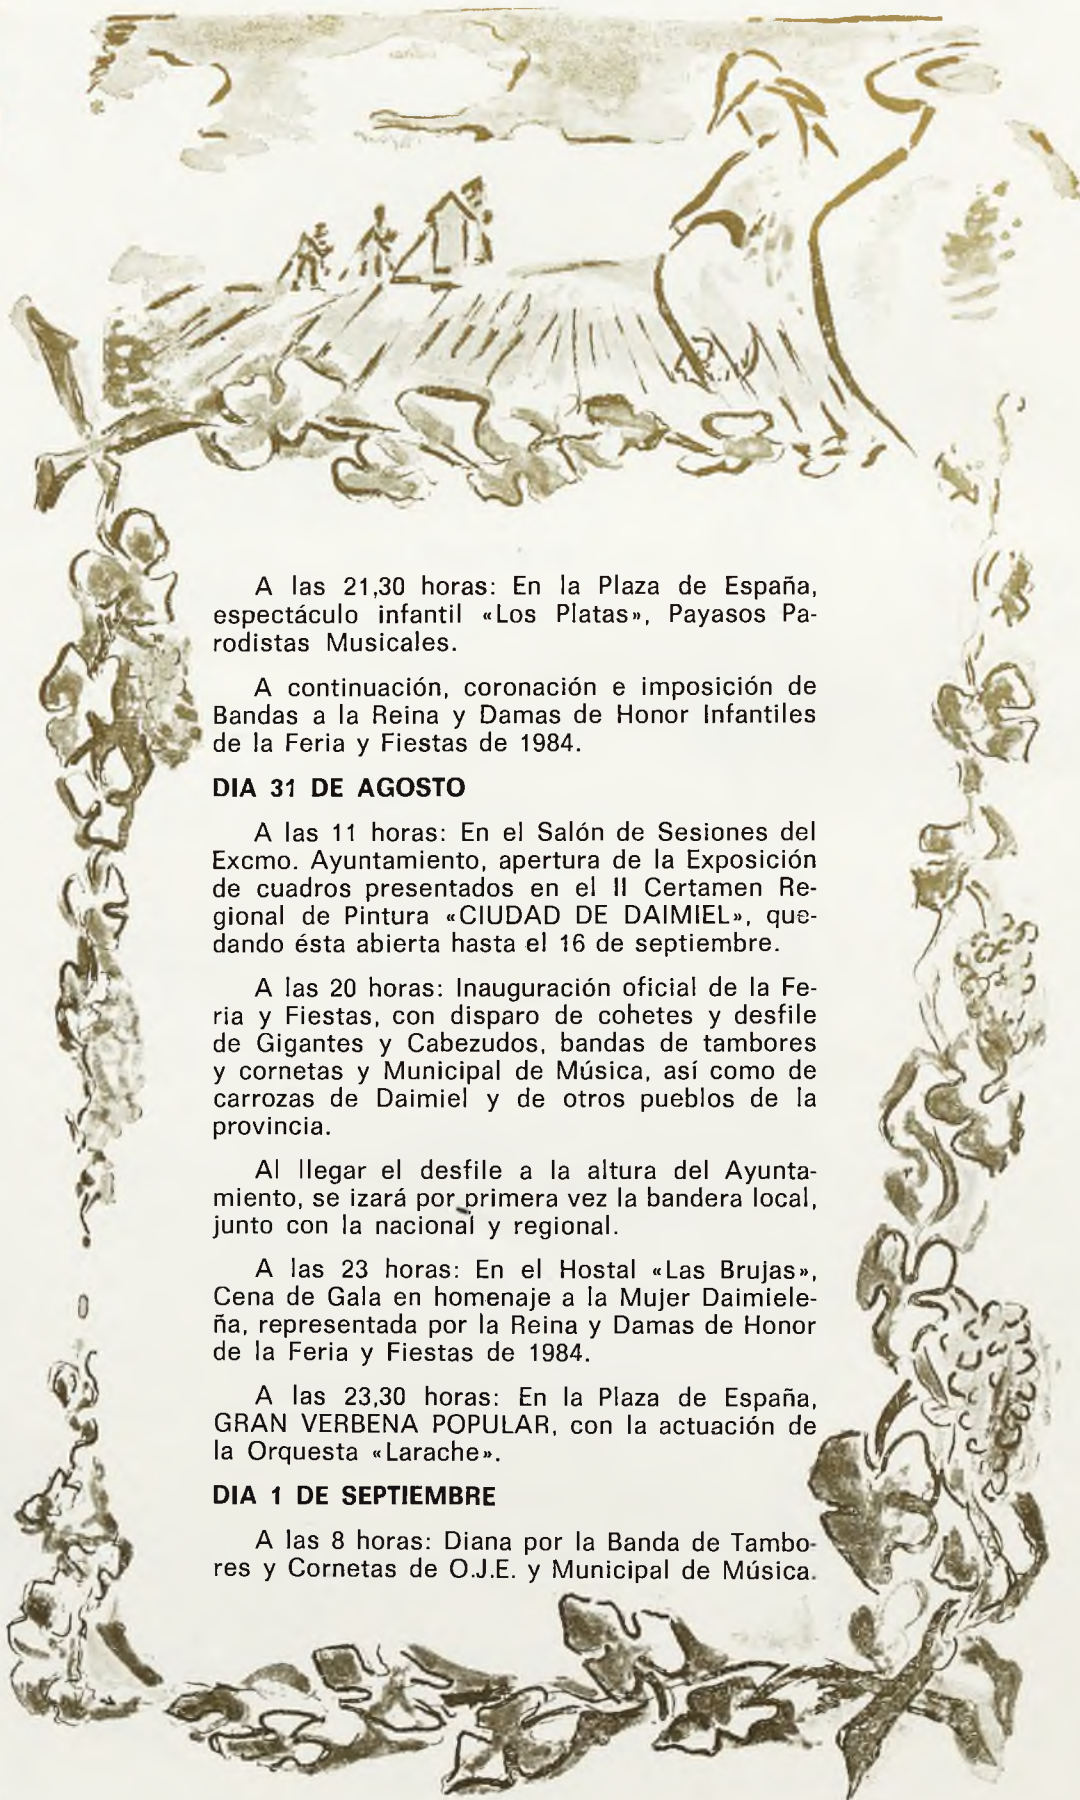 A las 21,30 horas: En la Plaza de España,
espectáculo infantil «Los Platas», Payasos Pa-
rodistas Musicales.
A continuación, coronación e imposición de
Bandas a la Reina y Damas de Honor Infantiles
de la Feria y Fiestas de 1984.
DIA 31 DE AGOSTO
A las 11 horas: En el Salón de Sesiones del
Excmo. Ayuntamiento, apertura de la Exposición
de cuadros presentados en el II Certamen Re-
gional de Pintura «CIUDAD DE DAIMIEL», que-
dando ésta abierta hasta el 16 de septiembre.
A las 20 horas: Inauguración oficial de la Fe-
ria y Fiestas, con disparo de cohetes y desfile
de Gigantes y Cabezudos, bandas de tambores
y cornetas y Municipal de Música, así como de
carrozas de Daimiel y de otros pueblos de la
provincia.
Al llegar el desfile a la altura del Ayunta-
miento, se izará por primera vez la bandera local,
junto con la nacional y regional.
A las 23 horas: En el Hostal «Las Brujas»,
Cena de Gala en homenaje a la Mujer Daimiele-
ña, representada por la Reina y Damas de Honor
de la Feria y Fiestas de 1984.
A las 23,30 horas: En la Plaza de España,
GRAN VERBENA POPULAR, con la actuación de
la Orquesta «Larache».
DIA 1 DE SEPTIEMBRE
A las 8 horas: Diana por la Banda de Tambo-
res y Cornetas de O.J.E. y Municipal de Música.